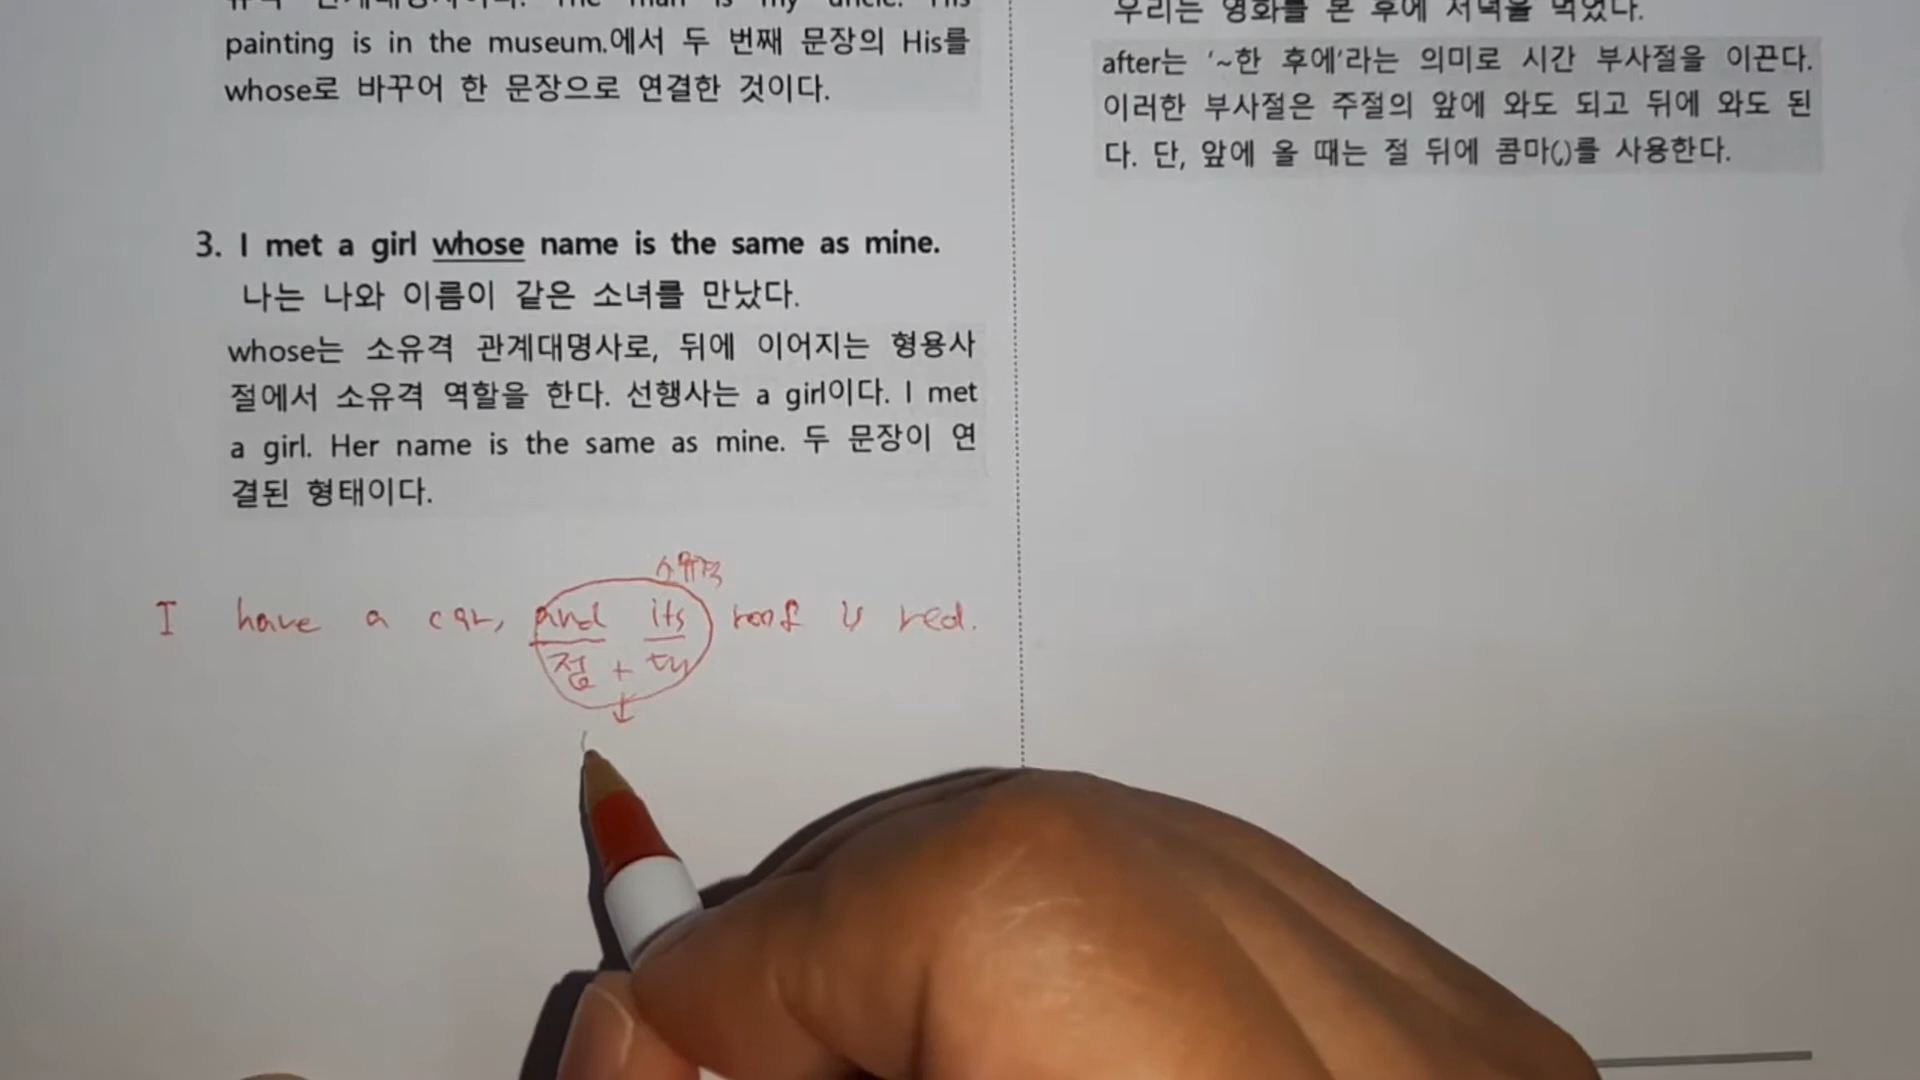 painting is in the museum.에서 두 번째 문장의 His를
whose로 바꾸어 한 문장으로 연결한 것이다.
3. I met a girl whose name is the same as mine.
나는 나와 이름이 같은 소녀를 만났다.
whose는 소유격 관계대명사로, 뒤에 이어지는 형용사
절에서 소유격 역할을 한다. 선행사는 a girl이다. I met
a girl. Her name is the same as mine. 두 문장이 연
결된 형태이다.
소유격
I have a car, and its roof is red.
접 +
우리는 영화를 본 후에 저녁을 먹었다.
after는 '~한 후에'라는 의미로 시간 부사절을 이끈다.
이러한 부사절은 주절의 앞에 와도 되고 뒤에 와도 된
다. 단, 앞에 올 때는 절 뒤에 콤마(,)를 사용한다.